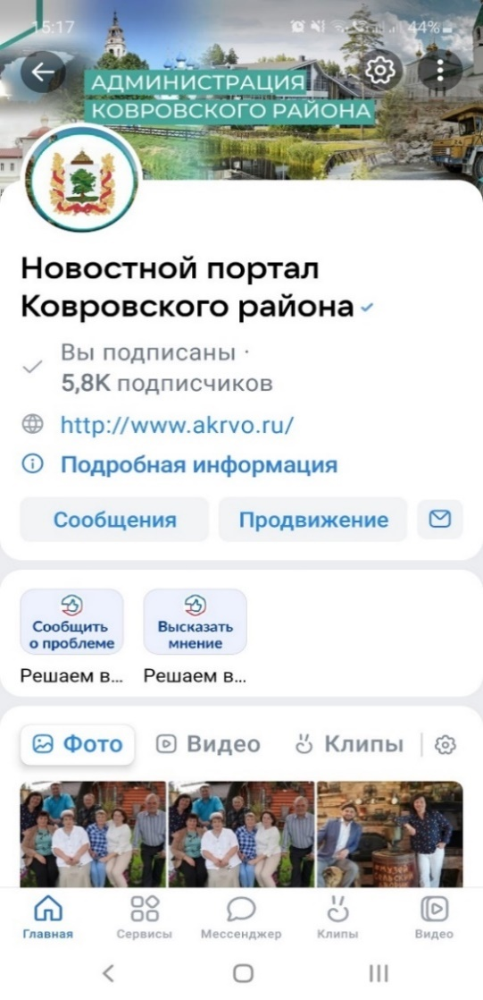 15:17
44%
АДМИНИСТРАЦИЯ
КОВРОВСКОГО РАЙОНА
Новостной портал
Ковровского района
Вы подписаны ·
5,8K подписчиков
http://www.akrvo.ru/
Подробная информация
Сообщения Продвижение
Сообщить
о проблеме
Высказать
мнение
Решаем в... Решаем в...
Фото Видео Клипы
МУЗЕЙ
Главная Сервисы Мессенджер Клипы Видео